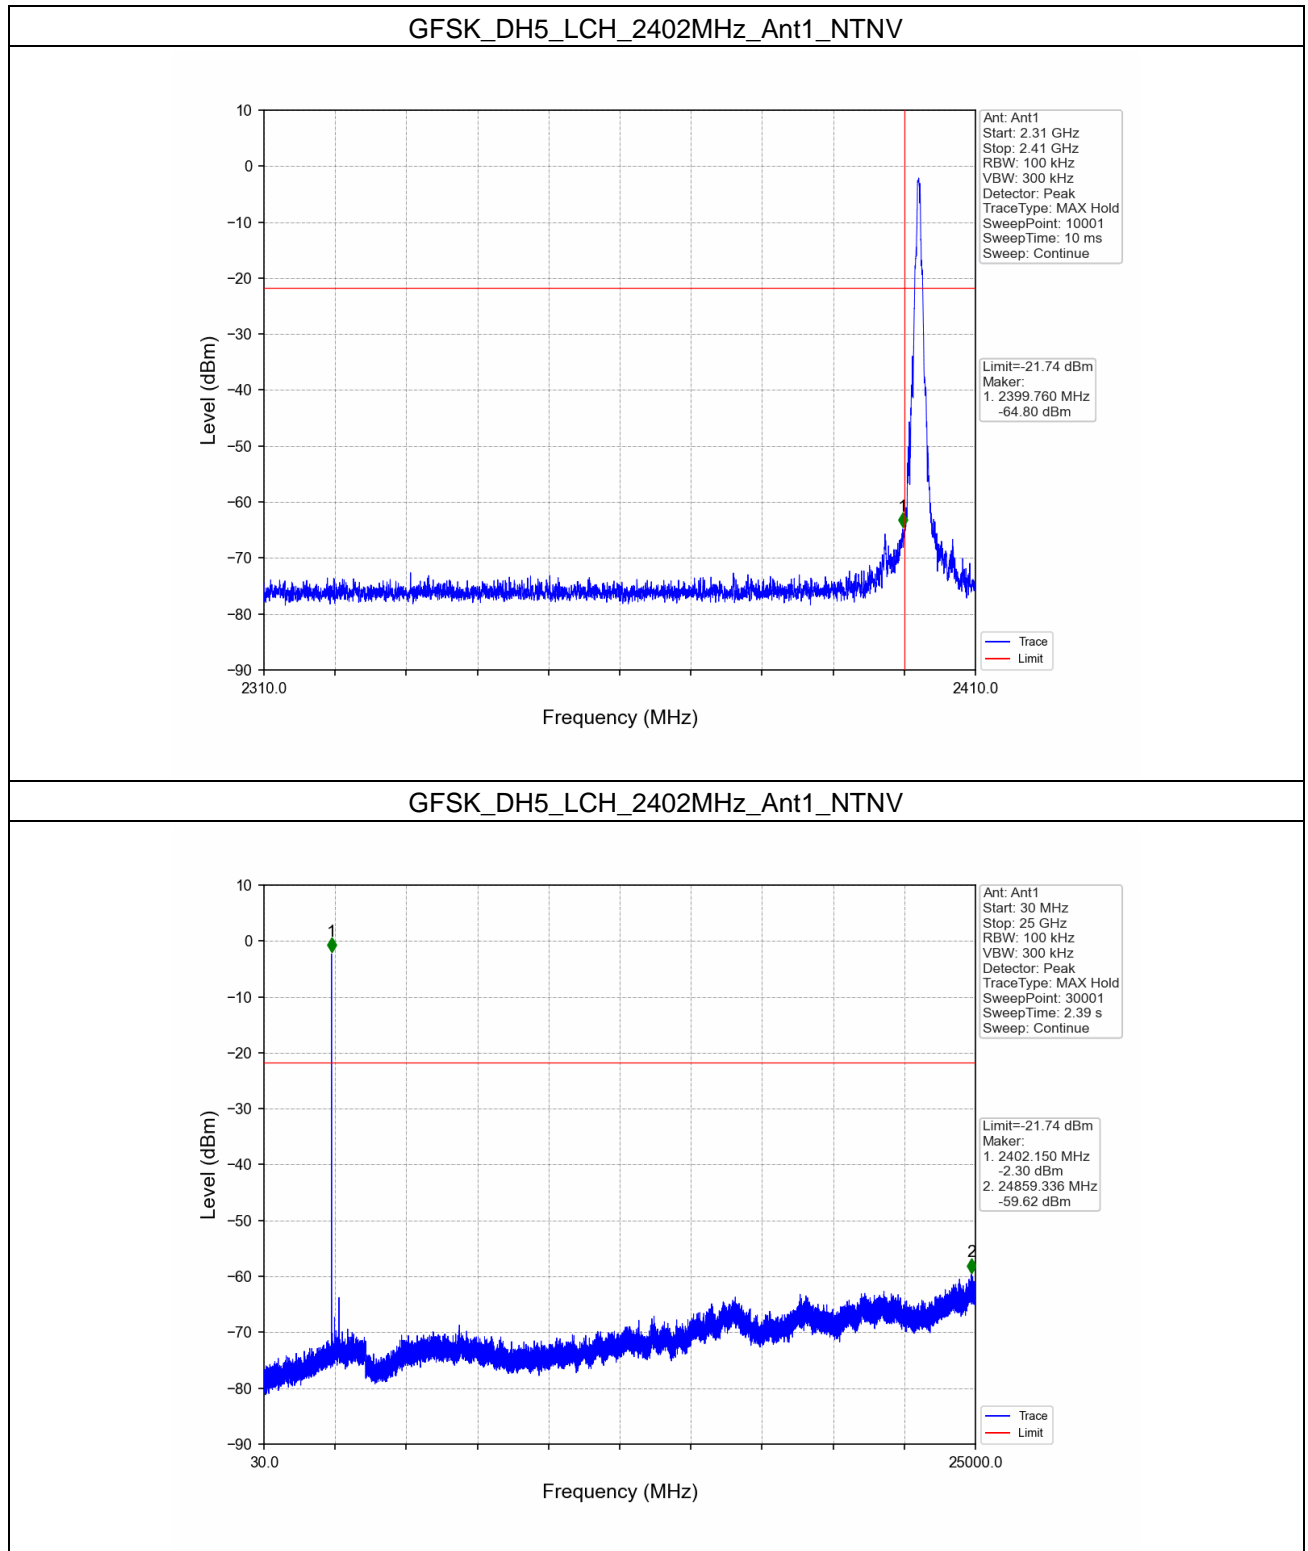 GFSK_DH5_LCH_2402MHz_Ant1_NTNV
10
0
−10
−20
−30
−40
−50
−60
−70
−80
−90
Level (dBm)
2310.0
2410.0
Frequency (MHz)
1
Ant: Ant1
Start: 2.31 GHz
Stop: 2.41 GHz
RBW: 100 kHz
VBW: 300 kHz
Detector: Peak
TraceType: MAX Hold
SweepPoint: 10001
SweepTime: 10 ms
Sweep: Continue
Limit=-21.74 dBm
Maker:
1. 2399.760 MHz
-64.80 dBm
Trace
Limit
GFSK_DH5_LCH_2402MHz_Ant1_NTNV
10
0
−10
−20
−30
−40
−50
−60
−70
−80
−90
Level (dBm)
30.0
25000.0
Frequency (MHz)
1
2
Ant: Ant1
Start: 30 MHz
Stop: 25 GHz
RBW: 100 kHz
VBW: 300 kHz
Detector: Peak
TraceType: MAX Hold
SweepPoint: 30001
SweepTime: 2.39 s
Sweep: Continue
Limit=-21.74 dBm
Maker:
1. 2402.150 MHz
-2.30 dBm
2. 24859.336 MHz
-59.62 dBm
Trace
Limit